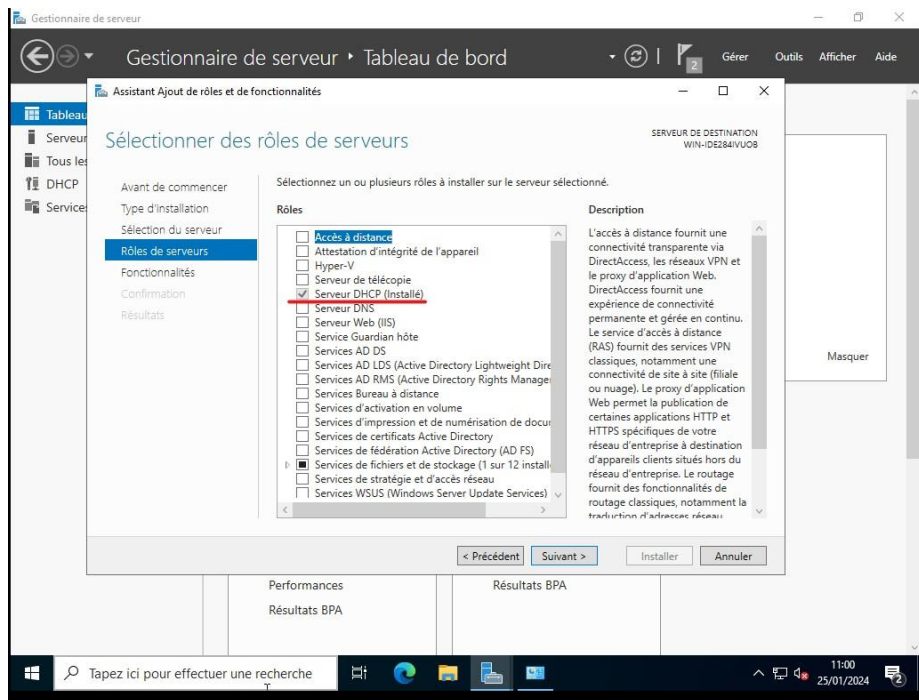 Gestionnaire de serveur
Gestionnaire de serveur
Tableau de bord
2
Gérer
Outils
Afficher
Aide
Assistant Ajout de rôles et de fonctionnalités
Tableau
Serveur
Tous les
DHCP
Services
Sélectionner des rôles de serveurs
SERVEUR DE DESTINATION
WIN-IDE284IVUO8
Avant de commencer
Type d'installation
Sélection du serveur
Rôles de serveurs
Fonctionnalités
Confirmation
Résultats
Sélectionnez un ou plusieurs rôles à installer sur le serveur sélectionné.
Rôles
Accès à distance
Attestation d'intégrité de l'appareil
Hyper-V
Serveur de télécopie
Serveur DHCP (Installé)
Serveur DNS
Serveur Web (IIS)
Service Guardian hôte
Services AD DS
Services AD LDS (Active Directory Lightweight Dire
Services AD RMS (Active Directory Rights Manage
Services Bureau à distance
Services d'activation en volume
Services d'impression et de numérisation de docu
Services de certificats Active Directory
Services de fédération Active Directory (AD FS)
Services de fichiers et de stockage (1 sur 12 install
Services de stratégie et d'accès réseau
Services WSUS (Windows Server Update Services)
Description
L'accès à distance fournit une
connectivité transparente via
DirectAccess, les réseaux VPN et
le proxy d'application Web.
DirectAccess fournit une
expérience de connectivité
permanente et gérée en continu.
Le service d'accès à distance
(RAS) fournit des services VPN
classiques, notamment une
connectivité de site à site (filiale
ou nuage). Le proxy d'application
Web permet la publication de
certaines applications HTTP et
HTTPS spécifiques de votre
réseau d'entreprise à destination
d'appareils clients situés hors du
réseau d'entreprise. Le routage
fournit des fonctionnalités de
routage classiques, notamment la
traduction d'adresses réseau
Masquer
< Précédent
Suivant >
Installer
Annuler
Performances
Résultats BPA
Résultats BPA
Tapez ici pour effectuer une recherche
11:00
25/01/2024
2